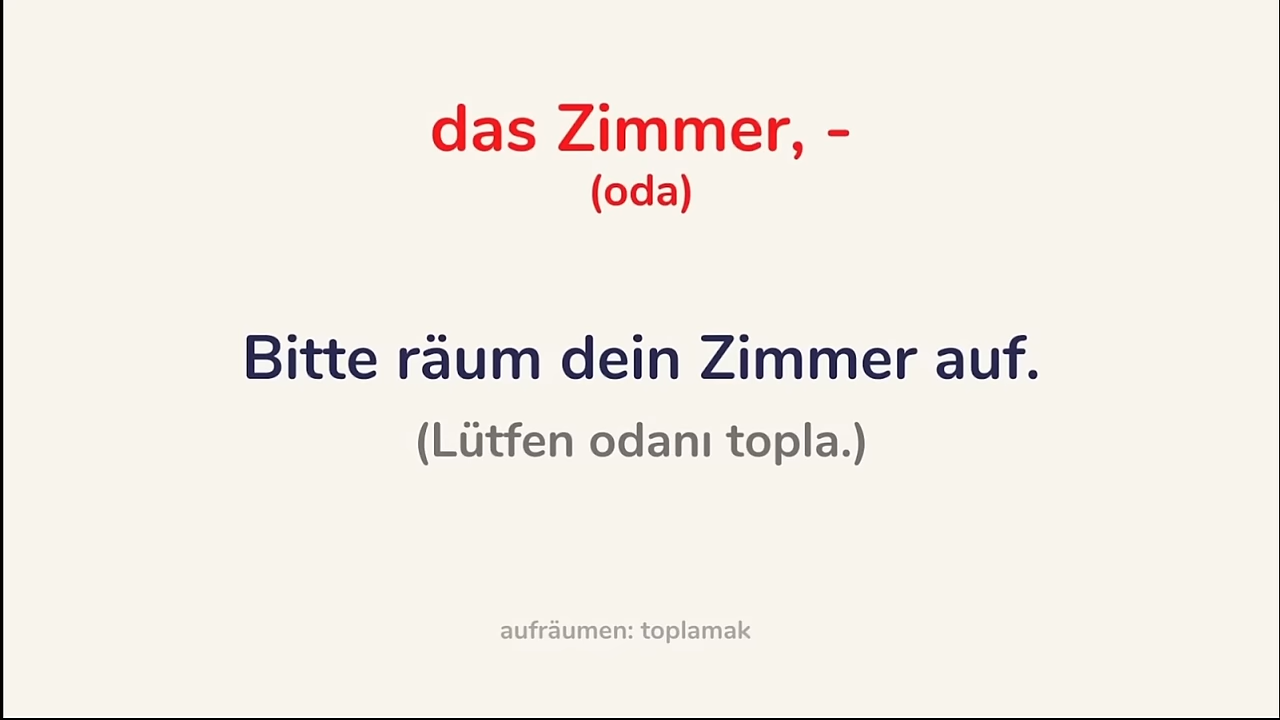 das Zimmer, -
(oda)
Bitte räum dein Zimmer auf.
(Lütfen odanı topla.)
aufräumen: toplamak